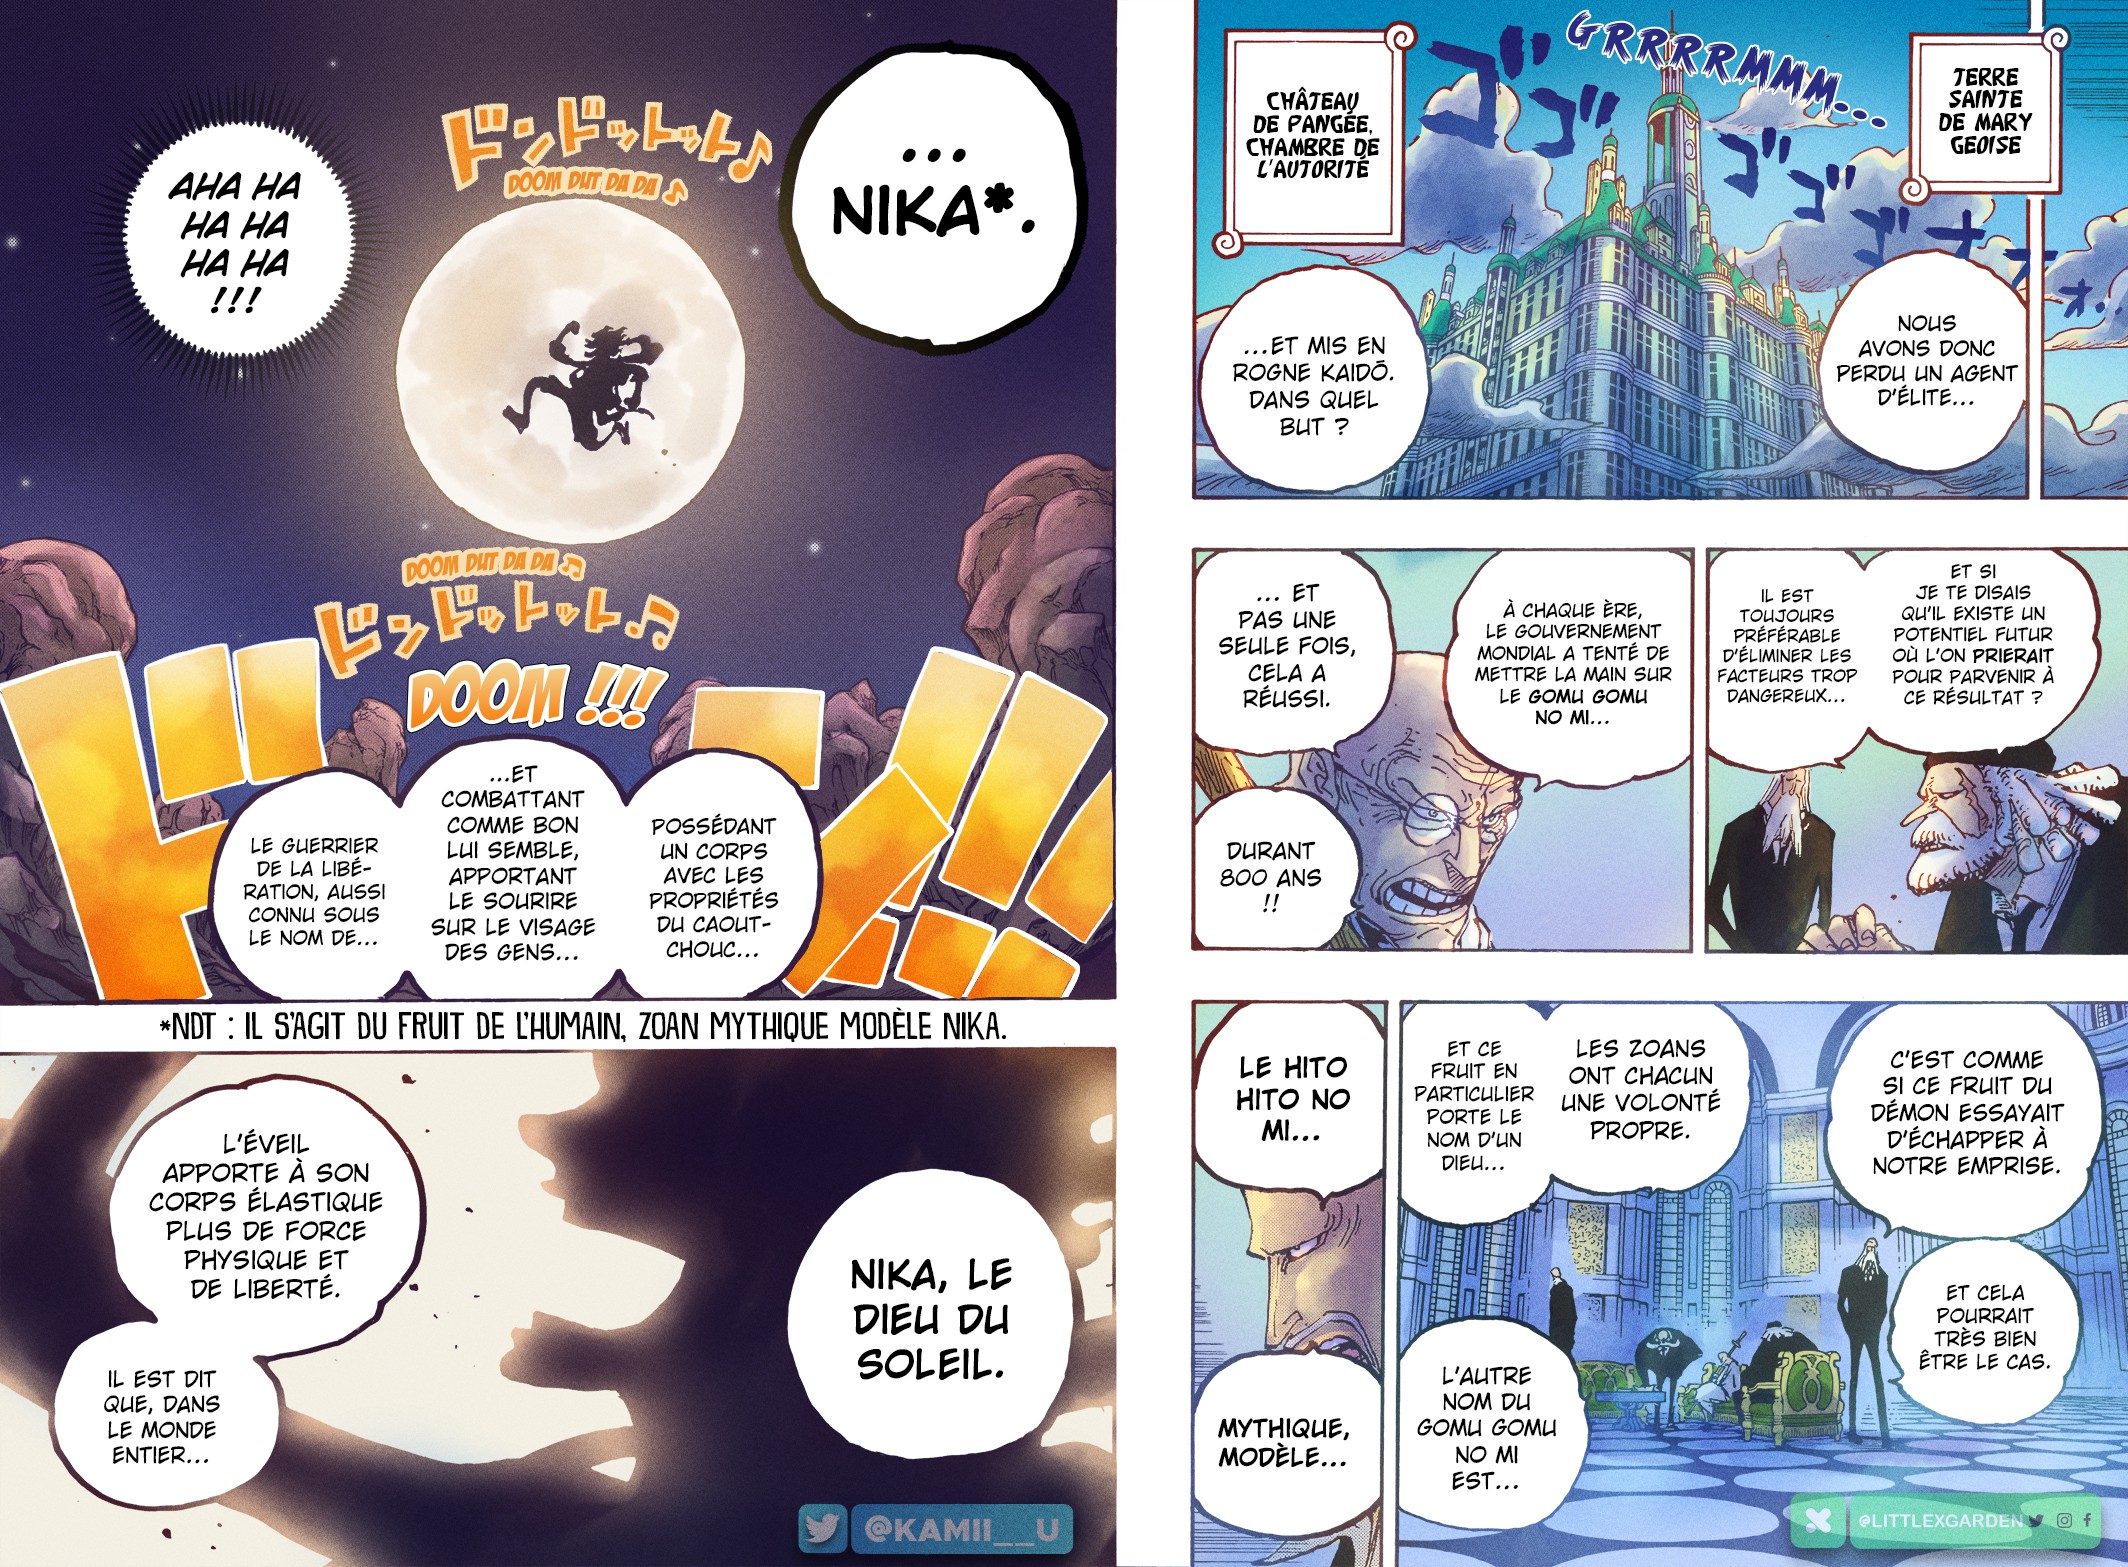 TERRE
SAINTE
DE MARY
GEOISE
GRRRRMMM...
ゴゴゴゴゴオオオ..
CHÂTEAU
DE PANGÉE,
CHAMBRE DE
L'AUTORITÉ
NOUS
AVONS DONC
PERDU UN AGENT
D'ÉLITE...
...ET MIS EN
ROGNE KAIDŌ.
DANS QUEL
BUT ?
ET SI
JE TE DISAIS
QU'IL EXISTE UN
POTENTIEL FUTUR
OÙ L'ON PRIERAIT
POUR PARVENIR À
CE RÉSULTAT ?
IL EST
TOUJOURS
PRÉFÉRABLE
D'ÉLIMINER LES
FACTEURS TROP
DANGEREUX...
À CHAQUE ÈRE,
LE GOUVERNEMENT
MONDIAL A TENTÉ DE
METTRE LA MAIN SUR
LE GOMU GOMU
NO MI...
... ET
PAS UNE
SEULE FOIS,
CELA A
RÉUSSI.
DURANT
800 ANS
!!
C'EST COMME
SI CE FRUIT DU
DÉMON ESSAYAIT
D'ÉCHAPPER À
NOTRE EMPRISE.
ET CELA
POURRAIT
TRÈS BIEN
ÊTRE LE CAS.
LES ZOANS
ONT CHACUN
UNE VOLONTÉ
PROPRE.
ET CE
FRUIT EN
PARTICULIER
PORTE LE
NOM D'UN
DIEU...
L'AUTRE
NOM DU
GOMU GOMU
NO MI
EST...
LE HITO
HITO NO
MI...
MYTHIQUE,
MODÈLE...
@LITTLEXGARDEN
...
NIKA*.
ドンドットット♪
DOOM DUT DA DA ♪
AHA HA
HA HA
HA HA
!!!
DOOM DUT DA DA ♫
ドンドットット♫
DOOM !!!
ドン!!
POSSÉDANT
UN CORPS
AVEC LES
PROPRIÉTÉS
DU CAOUT-
CHOUC...
...ET
COMBATTANT
COMME BON
LUI SEMBLE,
APPORTANT
LE SOURIRE
SUR LE VISAGE
DES GENS...
LE GUERRIER
DE LA LIBÉ-
RATION, AUSSI
CONNU SOUS
LE NOM DE...
*NDT : IL S'AGIT DU FRUIT DE L'HUMAIN, ZOAN MYTHIQUE MODÈLE NIKA.
NIKA, LE
DIEU DU
SOLEIL.
L'ÉVEIL
APPORTE À SON
CORPS ÉLASTIQUE
PLUS DE FORCE
PHYSIQUE ET
DE LIBERTÉ.
IL EST DIT
QUE, DANS
LE MONDE
ENTIER...
@KAMII__U